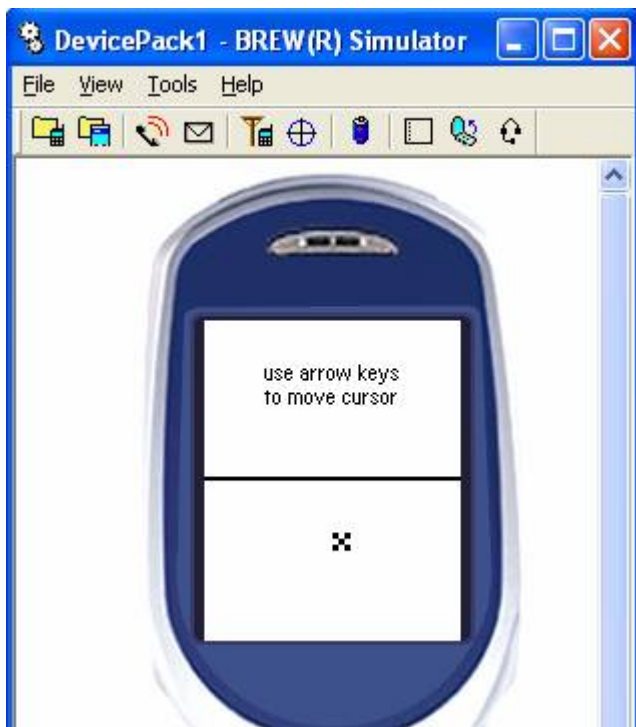 DevicePack1 - BREW(R) Simulator
File View Tools Help
use arrow keys
to move cursor